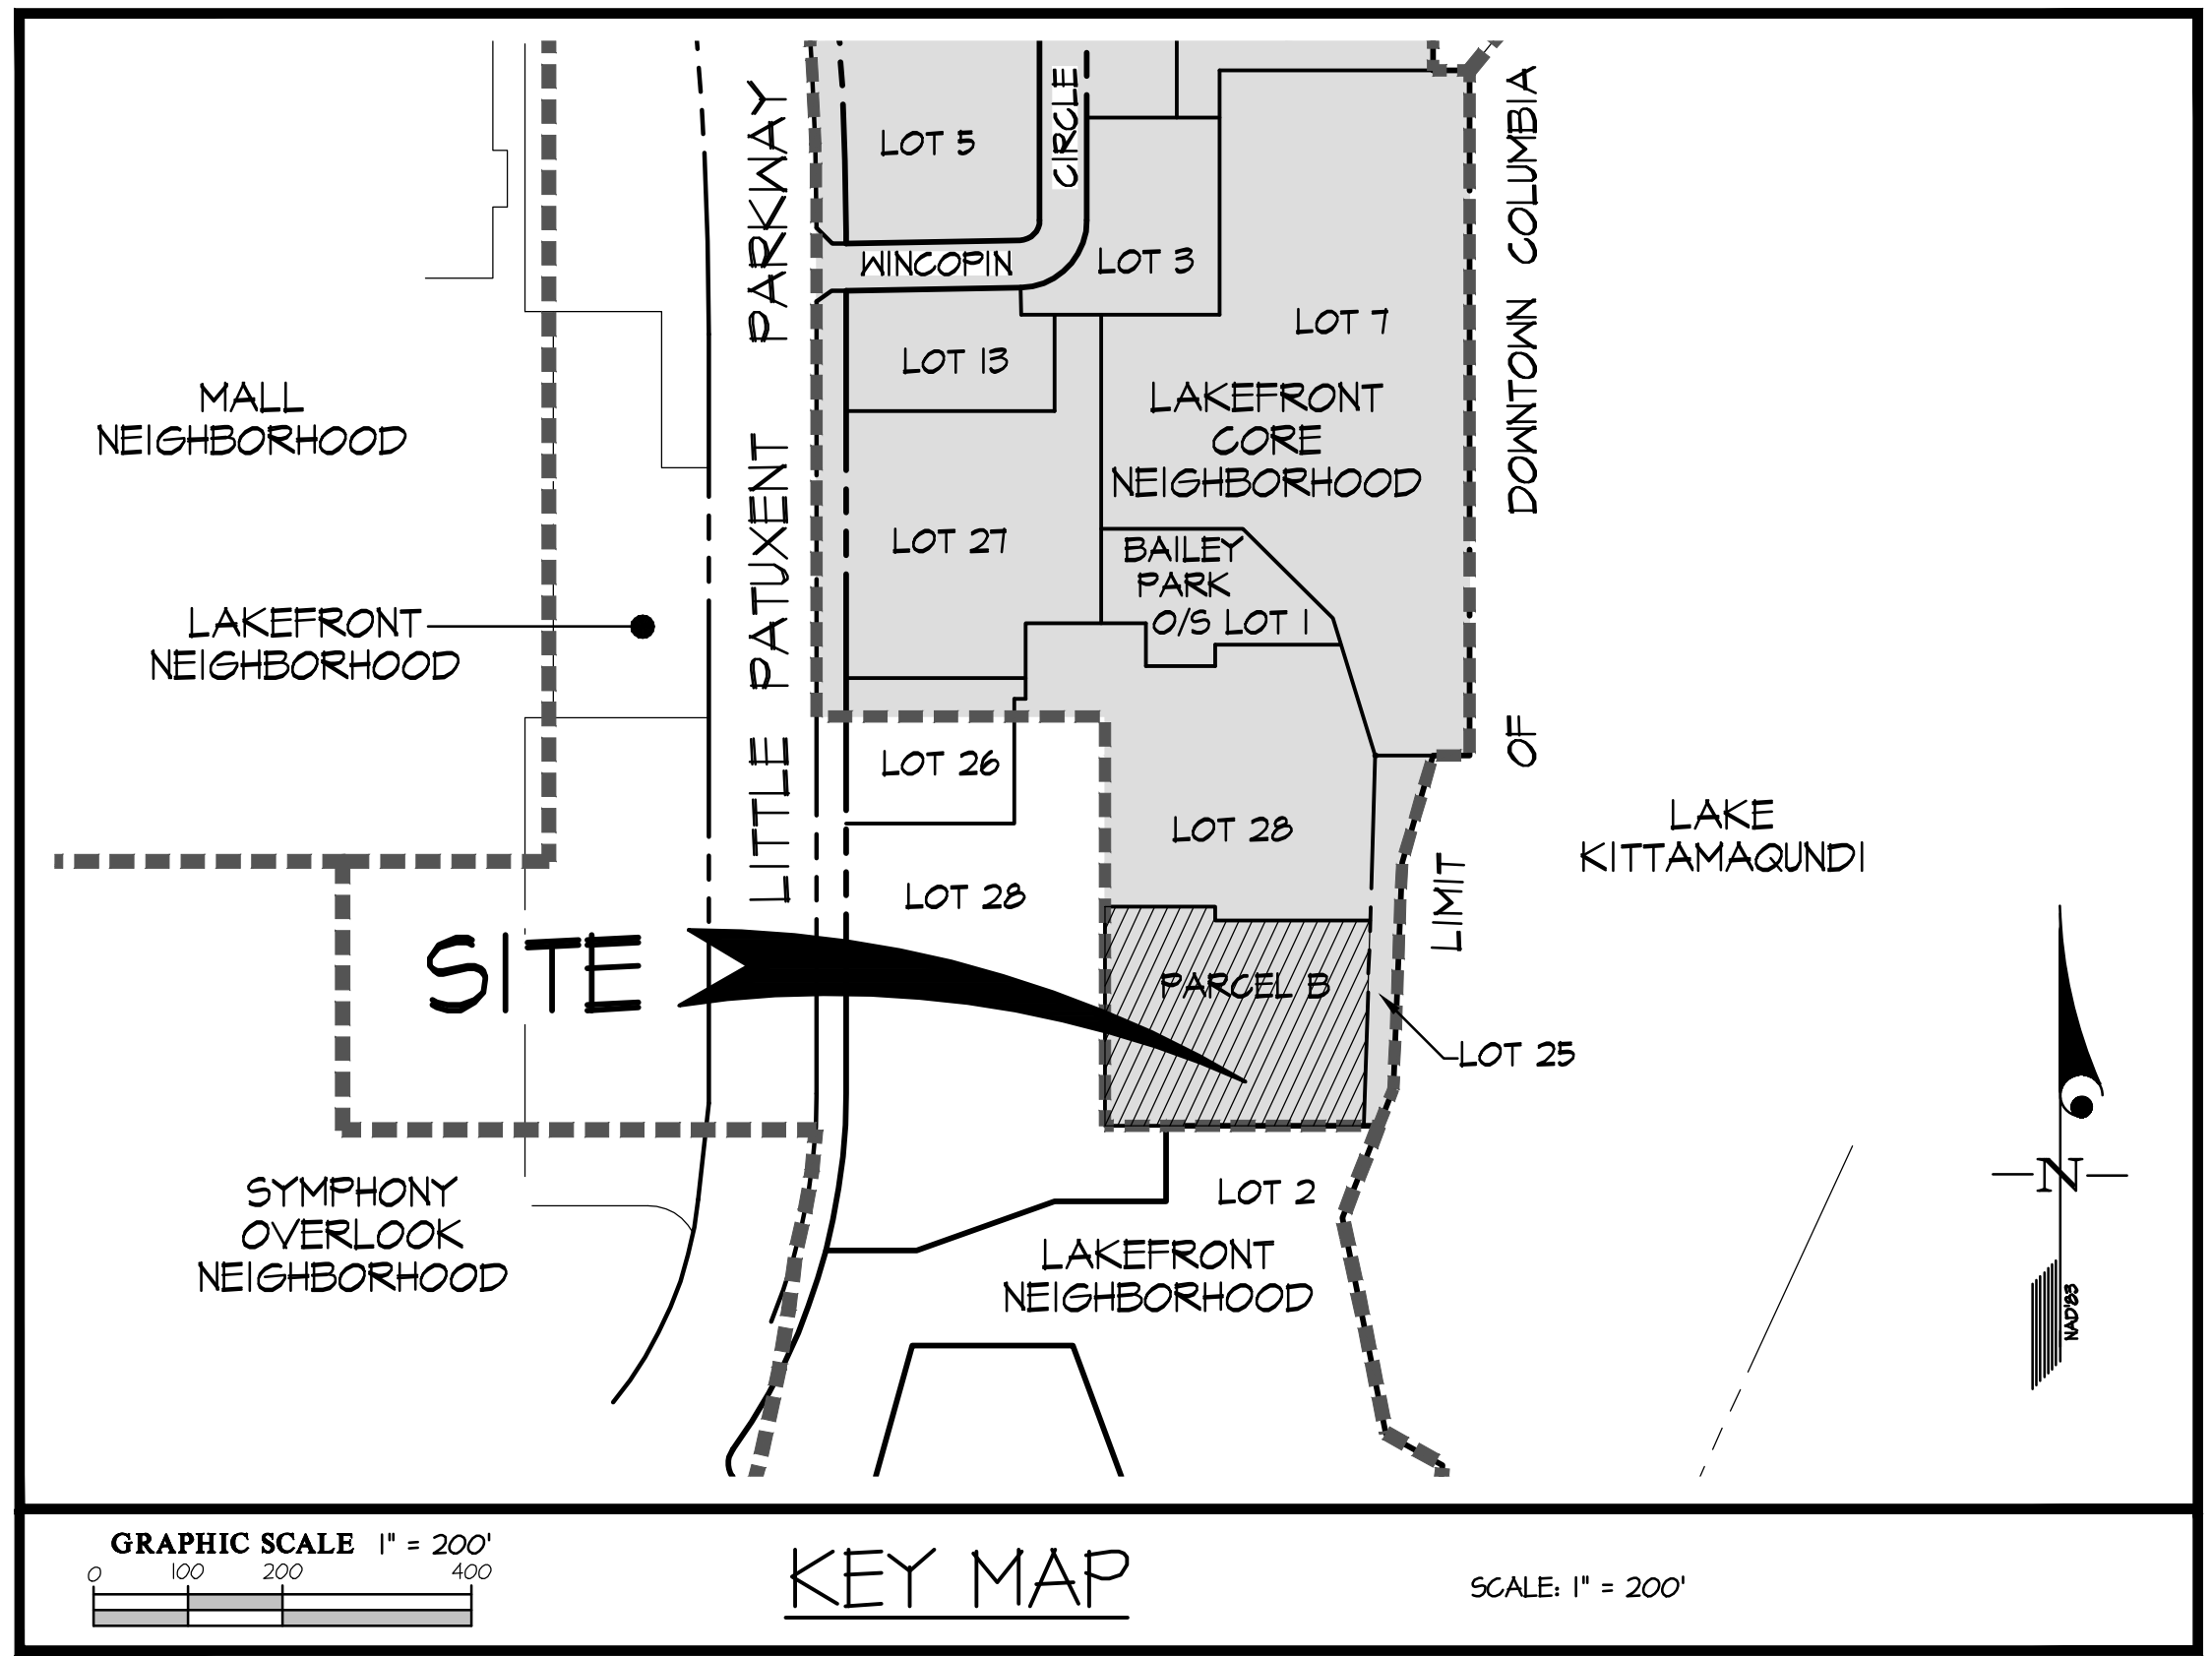 LOT 5
CIRCLE
WINCOPIN
LOT 3
LOT 7
LOT 13
LITTLE PATUXENT PARKWAY
LIMIT OF DOWNTOWN COLUMBIA
MALL
NEIGHBORHOOD
LAKEFRONT
CORE
NEIGHBORHOOD
LOT 27
BAILEY
PARK
O/S LOT 1
LAKEFRONT
NEIGHBORHOOD
LOT 26
LOT 28
LOT 28
LAKE
KITTAMAQUNDI
SITE
PARCEL B
LOT 25
SYMPHONY
OVERLOOK
NEIGHBORHOOD
LOT 2
LAKEFRONT
NEIGHBORHOOD
N
NAD'83
GRAPHIC SCALE 1" = 200'
0 100 200 400
KEY MAP
SCALE: 1" = 200'